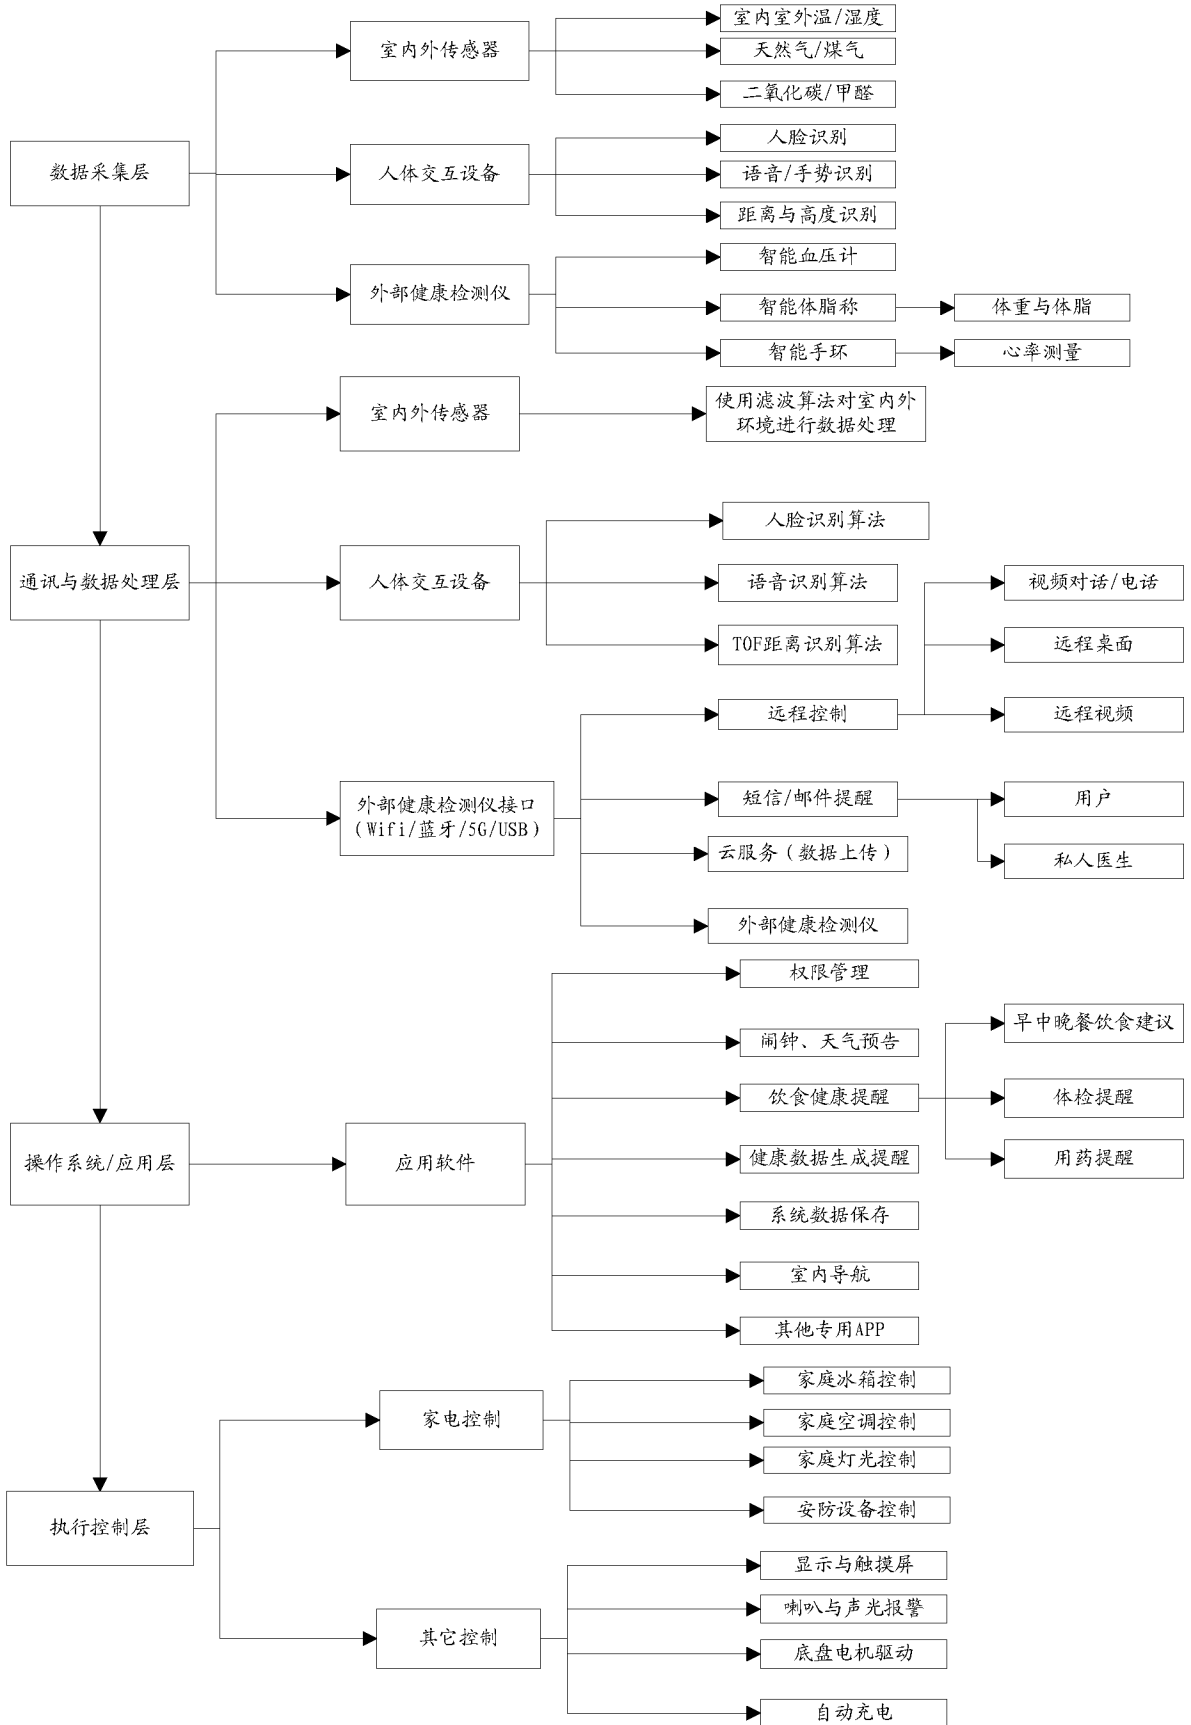 室内室外温/湿度
室内外传感器
天然气/煤气
二氧化碳/甲醛
人脸识别
数据采集层
人体交互设备
语音/手势识别
距离与高度识别
智能血压计
外部健康检测仪
智能体脂称
体重与体脂
智能手环
心率测量
室内外传感器
使用滤波算法对室内外
环境进行数据处理
人脸识别算法
通讯与数据处理层
人体交互设备
语音识别算法
视频对话/电话
TOF距离识别算法
远程桌面
远程控制
远程视频
外部健康检测仪接口
(Wifi/蓝牙/5G/USB)
短信/邮件提醒
用户
云服务(数据上传)
私人医生
外部健康检测仪
权限管理
早中晚餐饮食建议
闹钟、天气预告
饮食健康提醒
体检提醒
操作系统/应用层
应用软件
健康数据生成提醒
用药提醒
系统数据保存
室内导航
其他专用APP
家庭冰箱控制
家电控制
家庭空调控制
家庭灯光控制
安防设备控制
执行控制层
显示与触摸屏
喇叭与声光报警
其它控制
底盘电机驱动
自动充电